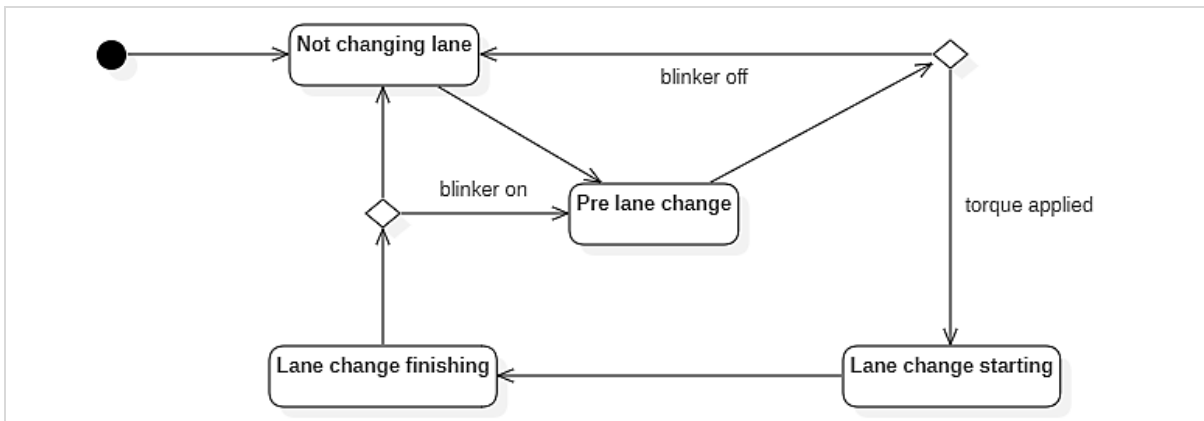 Not changing lane
blinker off
blinker on
Pre lane change
torque applied
Lane change finishing
Lane change starting